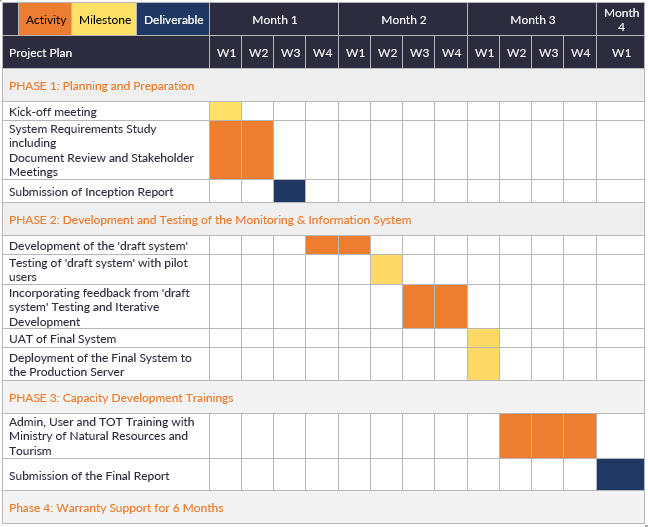 Activity Milestone Deliverable Month 1 Month 2 Month 3 Month
4
Project Plan W1 W2 W3 W4 W1 W2 W3 W4 W1 W2 W3 W4 W1
PHASE 1: Planning and Preparation
Kick-off meeting
System Requirements Study
including
Document Review and Stakeholder
Meetings
Submission of Inception Report
PHASE 2: Development and Testing of the Monitoring & Information System
Development of the 'draft system'
Testing of 'draft system' with pilot
users
Incorporating feedback from 'draft
system' Testing and Iterative
Development
UAT of Final System
Deployment of the Final System to
the Production Server
PHASE 3: Capacity Development Trainings
Admin, User and TOT Training with
Ministry of Natural Resources and
Tourism
Submission of the Final Report
Phase 4: Warranty Support for 6 Months